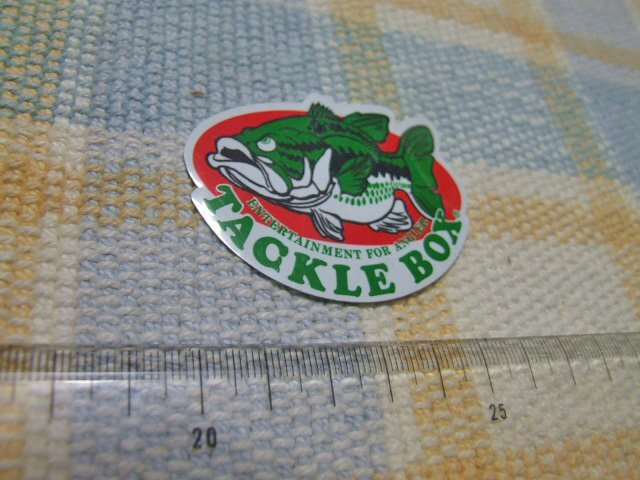 ENTERTAINMENT FOR ANGLER
TACKLE BOX®
20
25